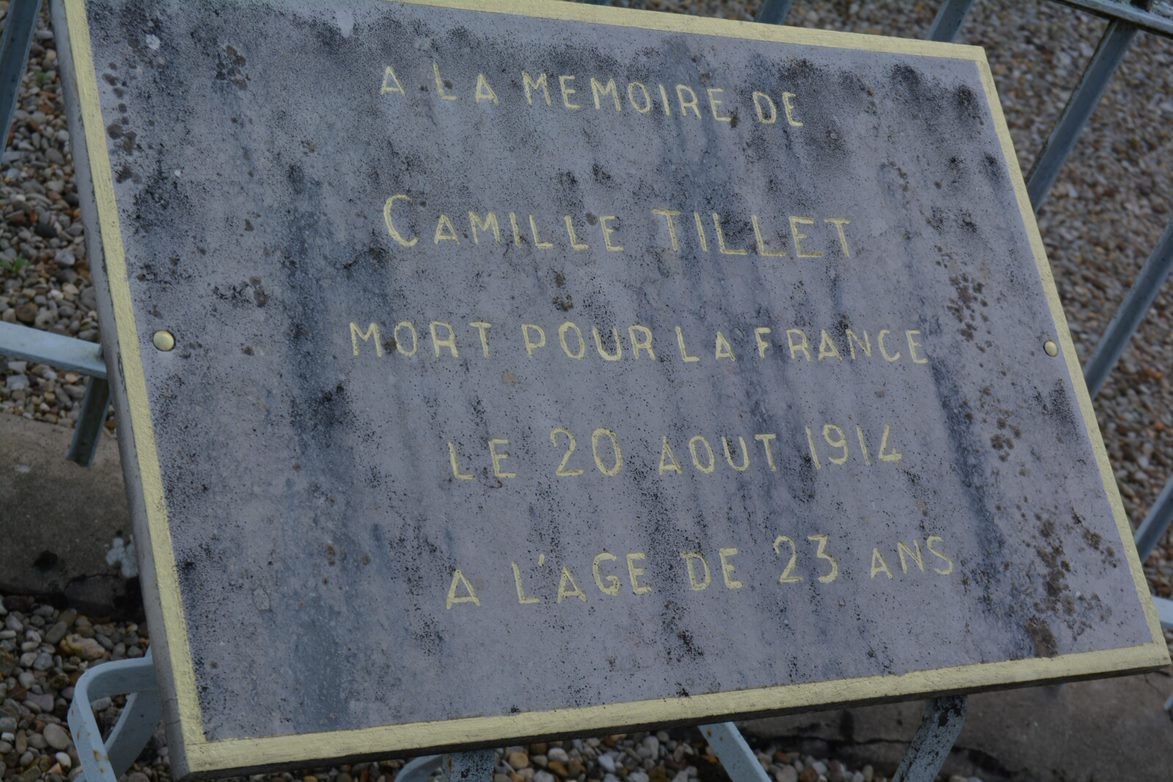 A LA MEMOIRE DE
CAMILLE TILLET
MORT POUR LA FRANCE
LE 20 AOUT 1914
A L'AGE DE 23 ANS